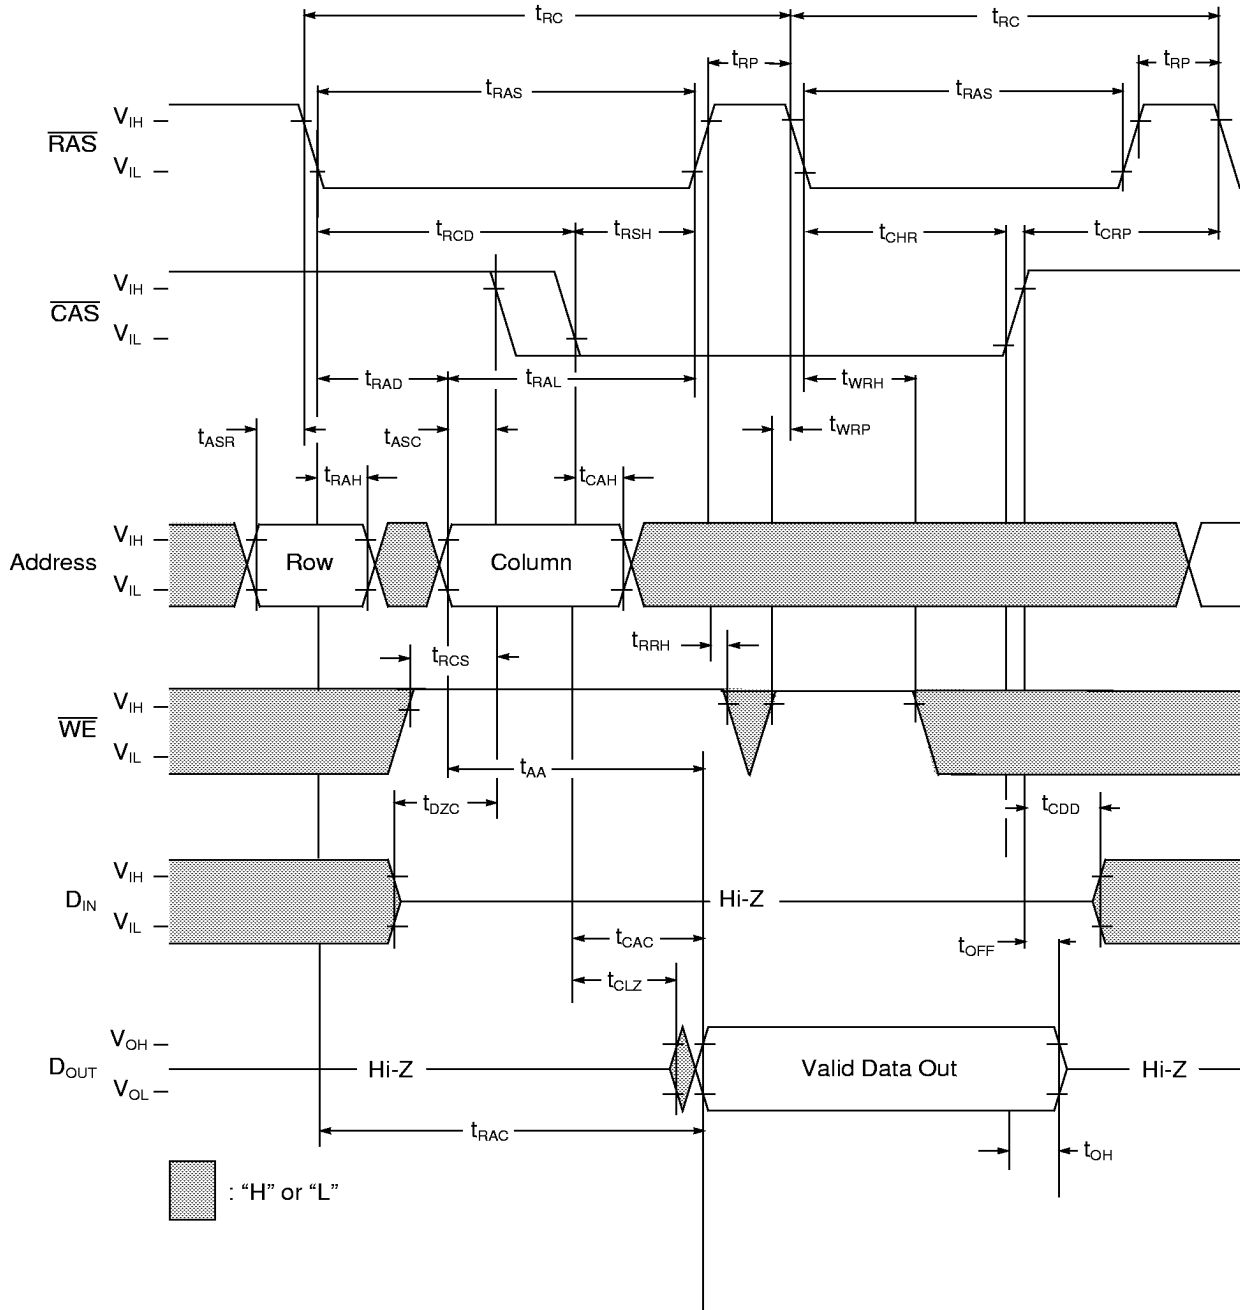 tRC tRC
tRP tRP
tRAS tRAS
VIH
RAS
VIL
tRCD tRSH tCHR tCRP
VIH
CAS
VIL
tRAD tRAL tWRH
tASR tASC tWRP
tRAH tCAH
VIH
Address Row Column
VIL
tRCS tRRH
VIH
WE
VIL
tAA
tDZC tCDD
VIH
DIN Hi-Z
VIL
tCAC tOFF
tCLZ
VOH
DOUT Hi-Z Valid Data Out Hi-Z
VOL
tRAC tOH
: “H” or “L”